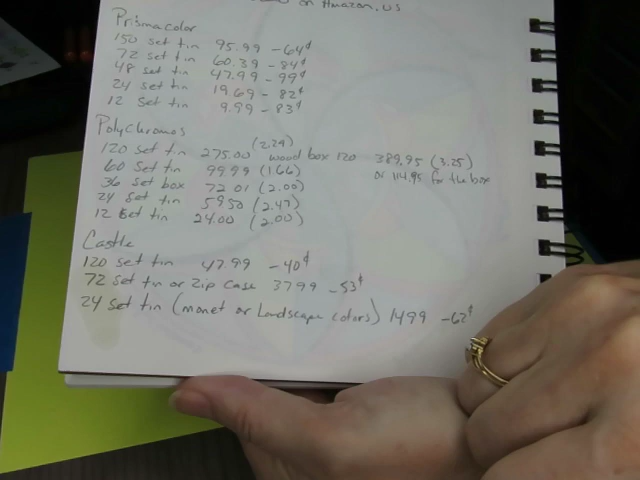 on Amazon, US
Prismacolor
150 set tin 95.99 - 64¢
72 set tin 60.39 - 84¢
48 set tin 47.99 - 99¢
24 set tin 19.69 - 82¢
12 set tin 9.99 - 83¢
Polychromos
120 set tin 275.00 (2.29) wood box 120 389.95 (3.25)
60 set tin 99.99 (1.66) or 114.95 for the box
36 set box 72.01 (2.00)
24 set tin 59.50 (2.47)
12 set tin 24.00 (2.00)
Castle
120 set tin 47.99 - 40¢
72 set tin or Zip Case 37.99 - 53¢
24 set tin (monet or Landscape colors) 14.99 - 62¢